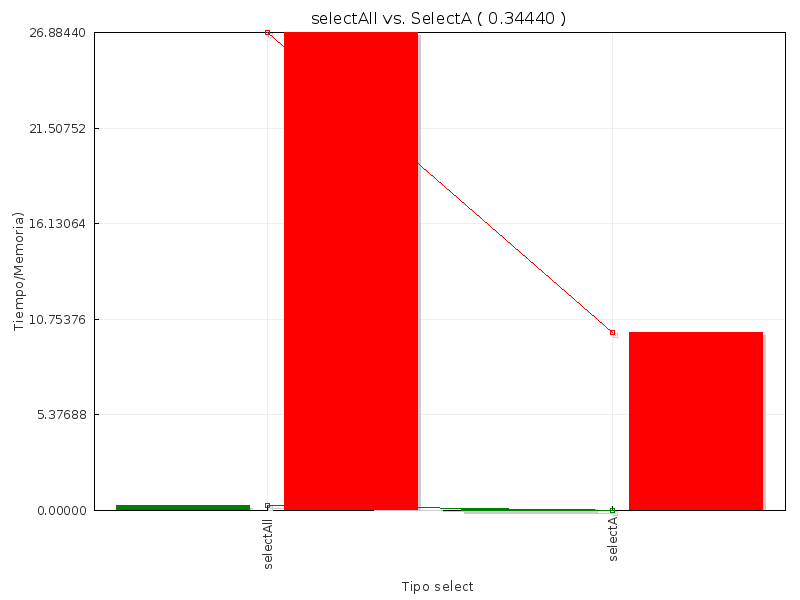 selectAll vs. SelectA ( 0.34440 )
26.88440
21.50752
16.13064
10.75376
5.37688
0.00000
Tiempo/Memoria)
selectAll
selectA
Tipo select